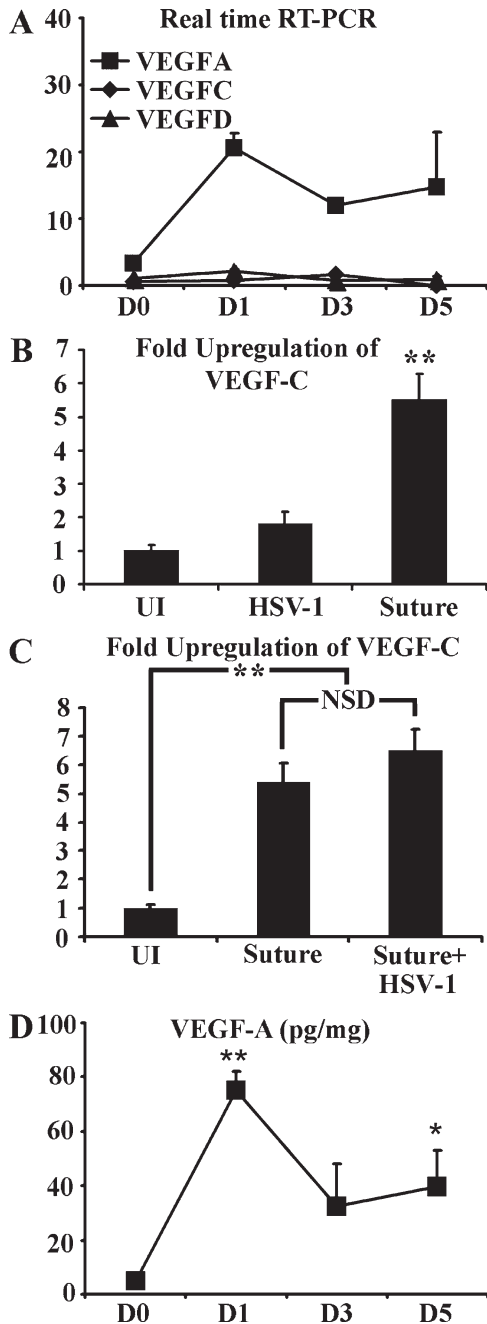 A
Real time RT-PCR
40
30
20
10
0
VEGFA
VEGFC
VEGFD
D0 D1 D3 D5
B
Fold Upregulation of
VEGF-C
**
7
6
5
4
3
2
1
0
UI HSV-1 Suture
C
Fold Upregulation of VEGF-C
**
NSD
8
7
6
5
4
3
2
1
0
UI Suture Suture+
HSV-1
D
VEGF-A (pg/mg)
100
80
60
40
20
0
**
*
D0 D1 D3 D5